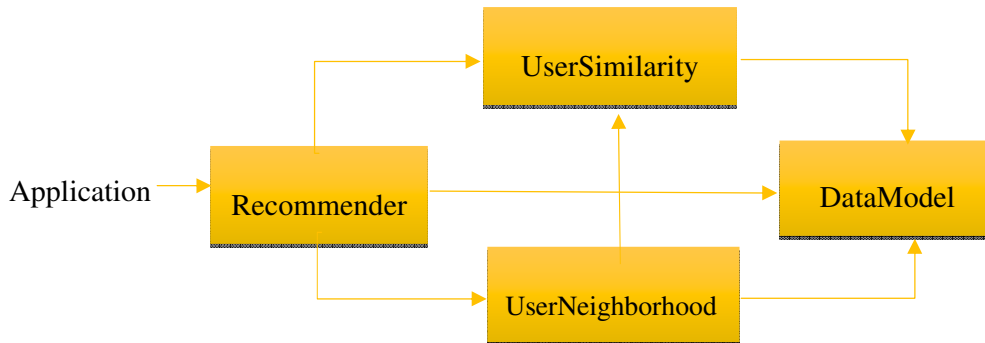 UserSimilarity
Application
Recommender
DataModel
UserNeighborhood